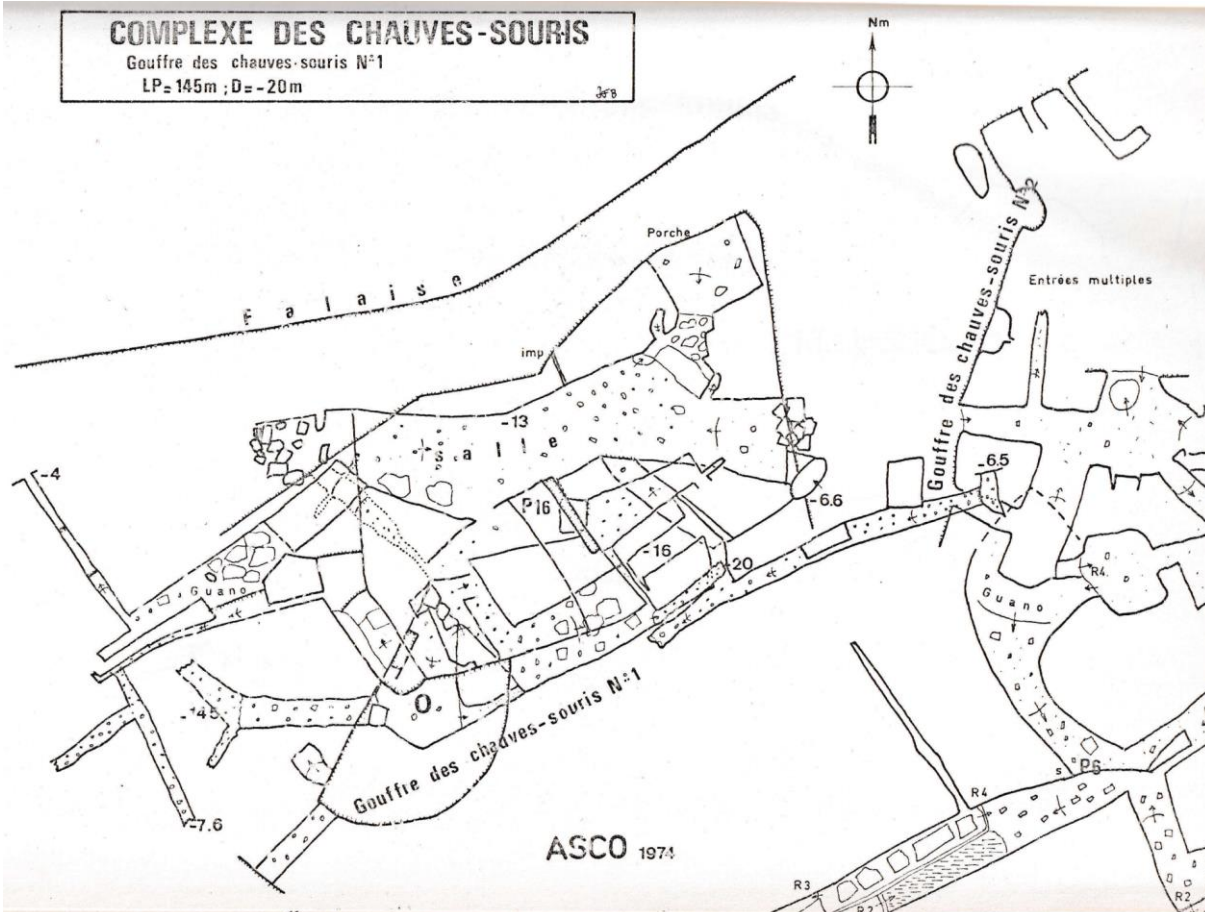 COMPLEXE DES CHAUVES-SOURIS
Gouffre des chauves-souris N°1
LP= 145m ; D= -20m
Nm
Falaise
Porche
imp
Gouffre des chauves-souris N°2
Entrées multiples
-13
Salle
-4
P16
-6.6
-6.5
-16
-20
Guano
R4
Guano
-14.5
0
-7.6
Gouffre des chauves-souris N°1
P6
s
R4
ASCO 1974
R3
R2
R2